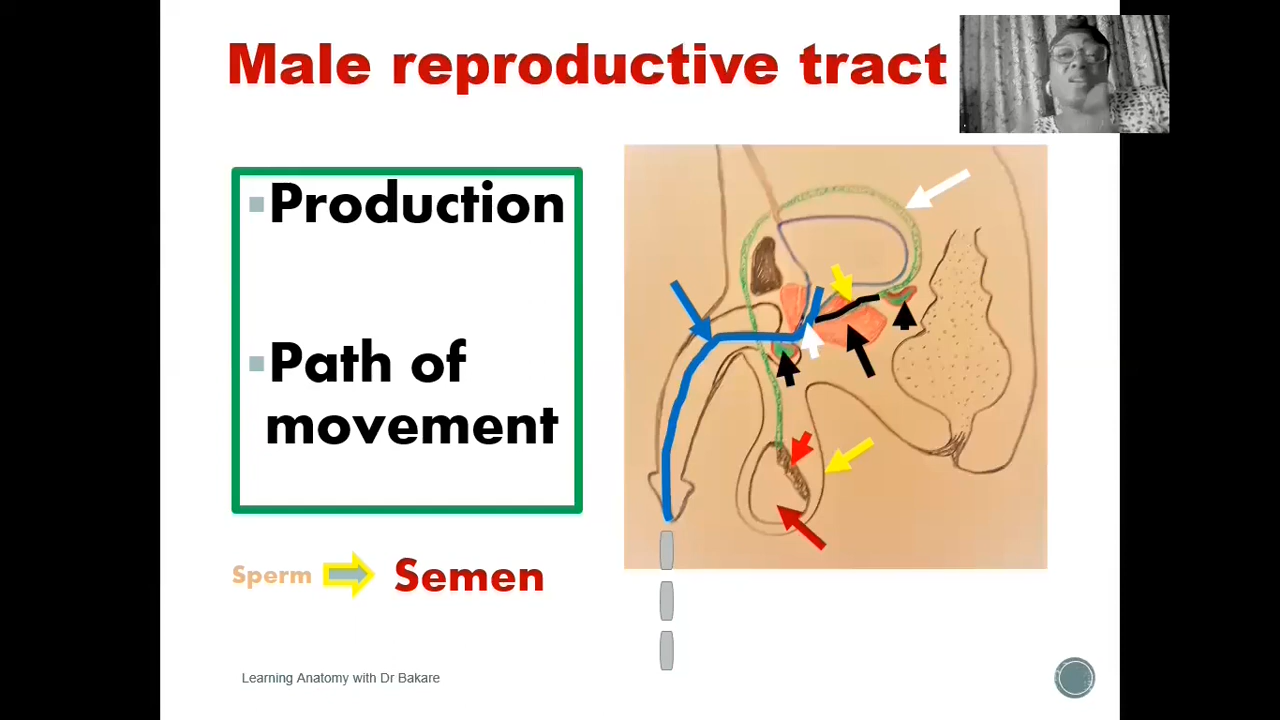 Male reproductive tract
Production
Path of
movement
Sperm Semen
Learning Anatomy with Dr Bakare